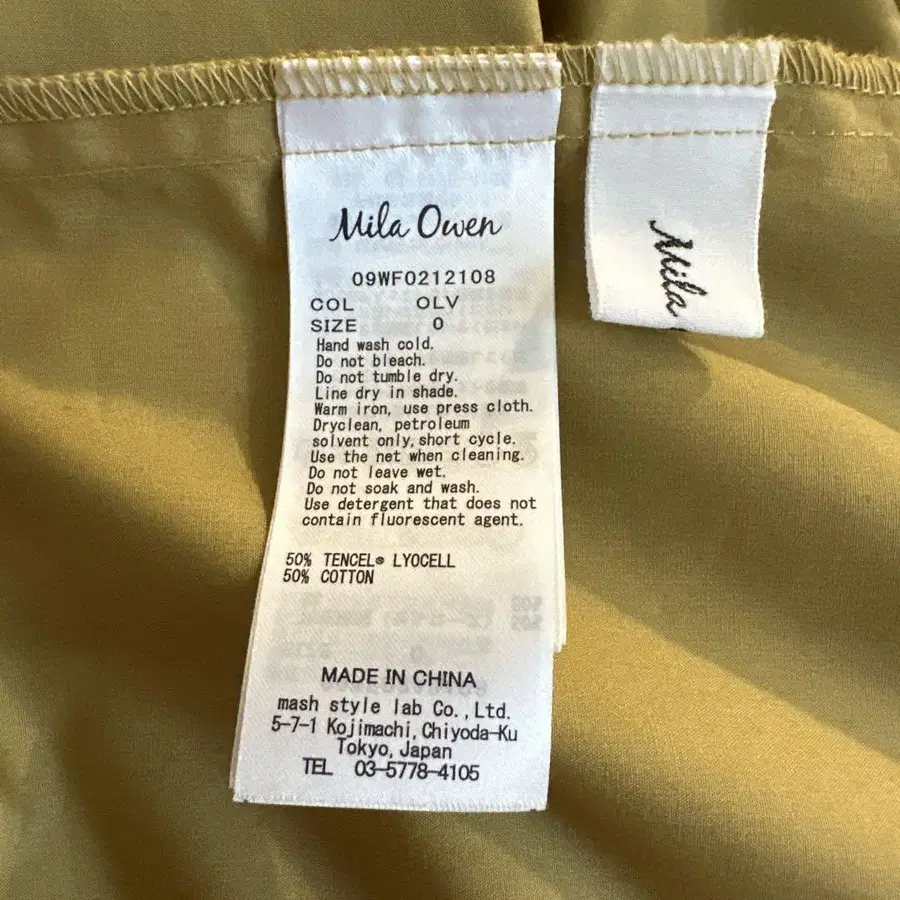 Mila Owen
09WF0212108
COL OLV
SIZE 0
Hand wash cold.
Do not bleach.
Do not tumble dry.
Line dry in shade.
Warm iron, use press cloth.
Dryclean, petroleum
solvent only, short cycle.
Use the net when cleaning.
Do not leave wet.
Do not soak and wash.
Use detergent that does not
contain fluorescent agent.
50% TENCEL® LYOCELL
50% COTTON
MADE IN CHINA
mash style lab Co., Ltd.
5-7-1 Kojimachi, Chiyoda-Ku
Tokyo, Japan
TEL 03-5778-4105
Mila